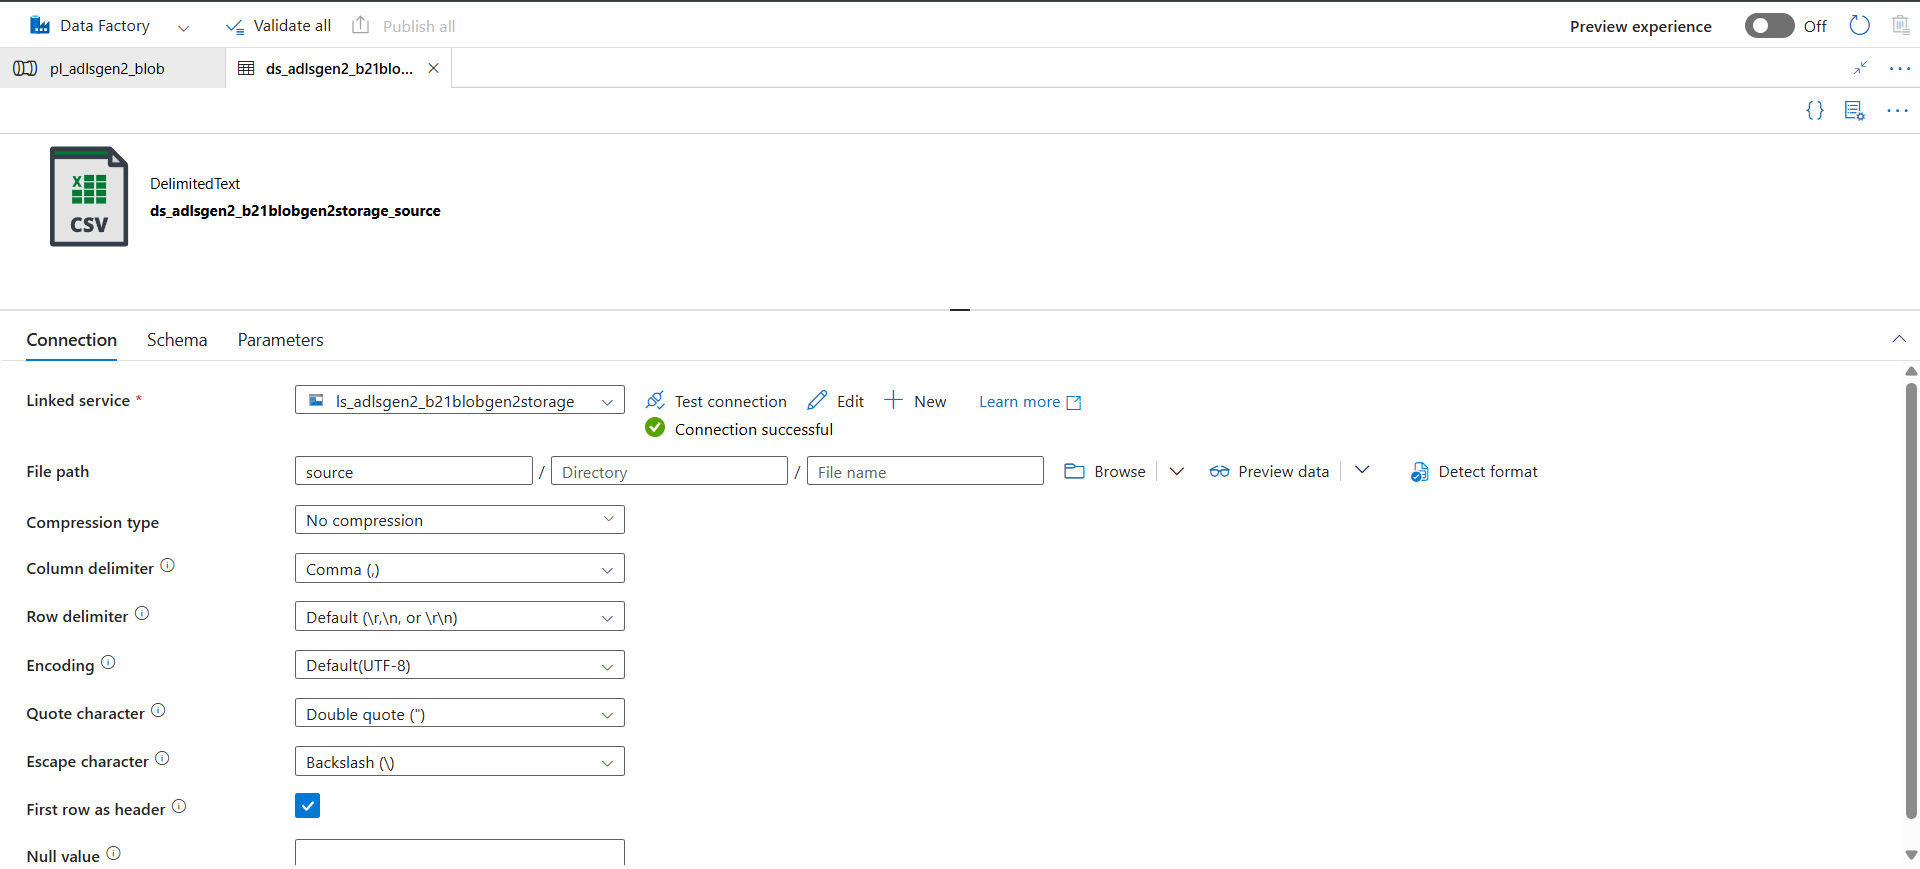 Data Factory
Validate all
Publish all
Preview experience
Off
pl_adlsgen2_blob
ds_adlsgen2_b21blo...
{}
CSV
DelimitedText
ds_adlsgen2_b21blobgen2storage_source
Connection
Schema
Parameters
Linked service *
ls_adlsgen2_b21blobgen2storage
Test connection
Edit
New
Learn more
Connection successful
File path
source
/
Directory
/
File name
Browse
Preview data
Detect format
Compression type
No compression
Column delimiter
Comma (,)
Row delimiter
Default (\r,\n, or \r\n)
Encoding
Default(UTF-8)
Quote character
Double quote (")
Escape character
Backslash (\)
First row as header
Null value